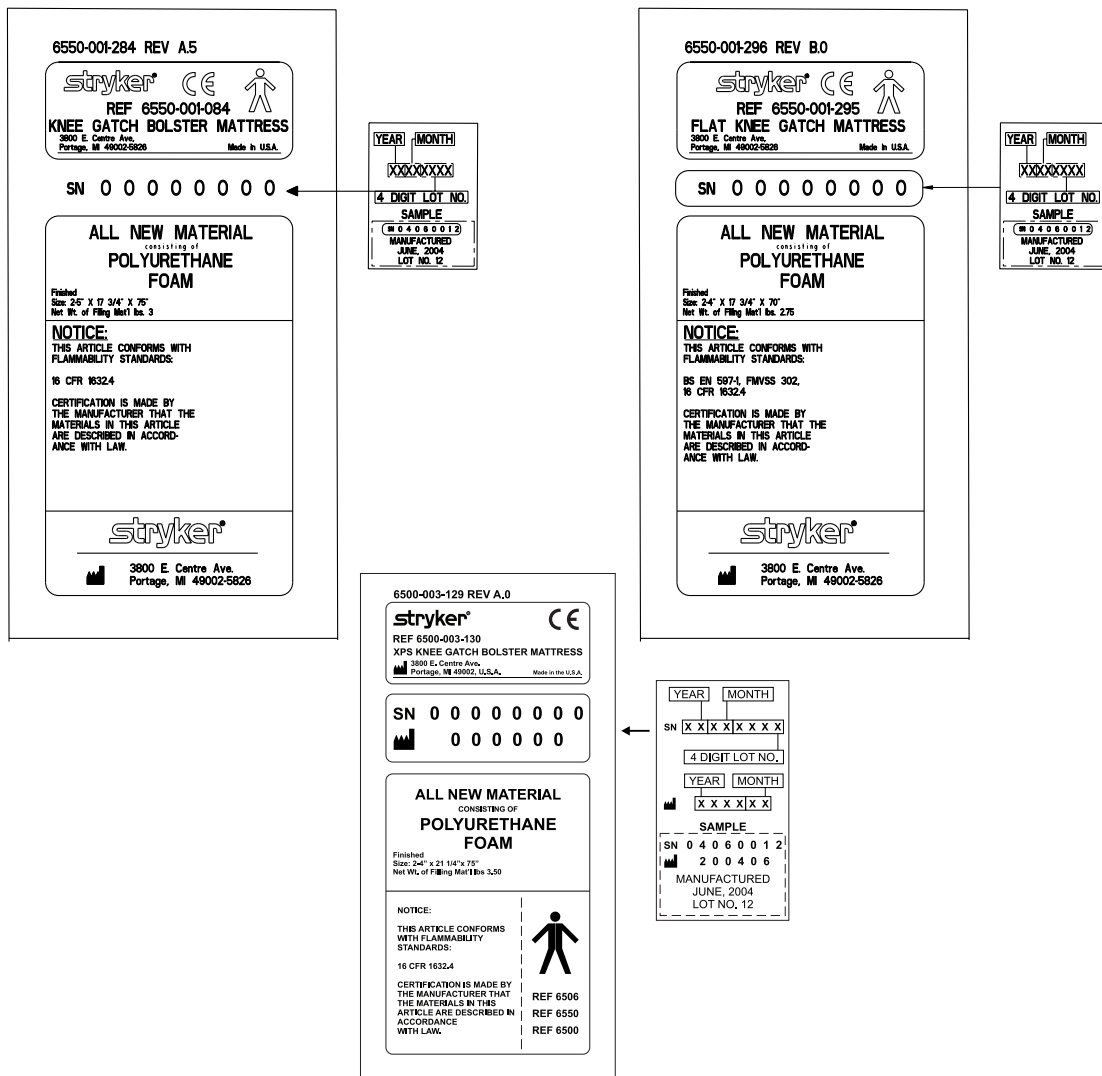 6550-001-284 REV A.5
stryker®
CE
REF 6550-001-084
KNEE GATCH BOLSTER MATTRESS
3800 E. Centre Ave.
Portage, MI 49002-5826 Made in U.S.A.
SN 0 0 0 0 0 0 0 0
ALL NEW MATERIAL
consisting of
POLYURETHANE
FOAM
Finished
Size: 2-5" X 17 3/4" X 75"
Net Wt. of Filing Mat'l lbs. 3
NOTICE:
THIS ARTICLE CONFORMS WITH
FLAMMABILITY STANDARDS:
16 CFR 1632.4
CERTIFICATION IS MADE BY
THE MANUFACTURER THAT THE
MATERIALS IN THIS ARTICLE
ARE DESCRIBED IN ACCORD-
ANCE WITH LAW.
stryker®
3800 E. Centre Ave.
Portage, MI 49002-5826
YEAR MONTH
XXXXXXXX
4 DIGIT LOT NO.
SAMPLE
SN 0 4 0 6 0 0 1 2
MANUFACTURED
JUNE, 2004
LOT NO. 12
6550-001-296 REV B.0
stryker®
CE
REF 6550-001-295
FLAT KNEE GATCH MATTRESS
3800 E. Centre Ave.
Portage, MI 49002-5826 Made in U.S.A.
SN 0 0 0 0 0 0 0 0
ALL NEW MATERIAL
consisting of
POLYURETHANE
FOAM
Finished
Size: 2-4" X 17 3/4" X 70"
Net Wt. of Filing Mat'l lbs. 2.75
NOTICE:
THIS ARTICLE CONFORMS WITH
FLAMMABILITY STANDARDS:
BS EN 597-1, FMVSS 302,
16 CFR 1632.4
CERTIFICATION IS MADE BY
THE MANUFACTURER THAT THE
MATERIALS IN THIS ARTICLE
ARE DESCRIBED IN ACCORD-
ANCE WITH LAW.
stryker®
3800 E. Centre Ave.
Portage, MI 49002-5826
YEAR MONTH
XXXXXXXX
4 DIGIT LOT NO.
SAMPLE
SN 0 4 0 6 0 0 1 2
MANUFACTURED
JUNE, 2004
LOT NO. 12
6500-003-129 REV A.0
stryker®
CE
REF 6500-003-130
XPS KNEE GATCH BOLSTER MATTRESS
3800 E. Centre Ave.
Portage, MI 49002, U.S.A. Made in the U.S.A.
SN 0 0 0 0 0 0 0 0
0 0 0 0 0 0
ALL NEW MATERIAL
CONSISTING OF
POLYURETHANE
FOAM
Finished
Size: 2-4" x 21 1/4"x 75"
Net Wt. of Filling Mat'l lbs 3.50
NOTICE:
THIS ARTICLE CONFORMS
WITH FLAMMABILITY
STANDARDS:
16 CFR 1632.4
CERTIFICATION IS MADE BY
THE MANUFACTURER THAT
THE MATERIALS IN THIS
ARTICLE ARE DESCRIBED IN
ACCORDANCE
WITH LAW.
REF 6506
REF 6550
REF 6500
YEAR MONTH
SN X X X X X X X X
4 DIGIT LOT NO.
YEAR MONTH
X X X X X X
SAMPLE
SN 0 4 0 6 0 0 1 2
2 0 0 4 0 6
MANUFACTURED
JUNE, 2004
LOT NO. 12